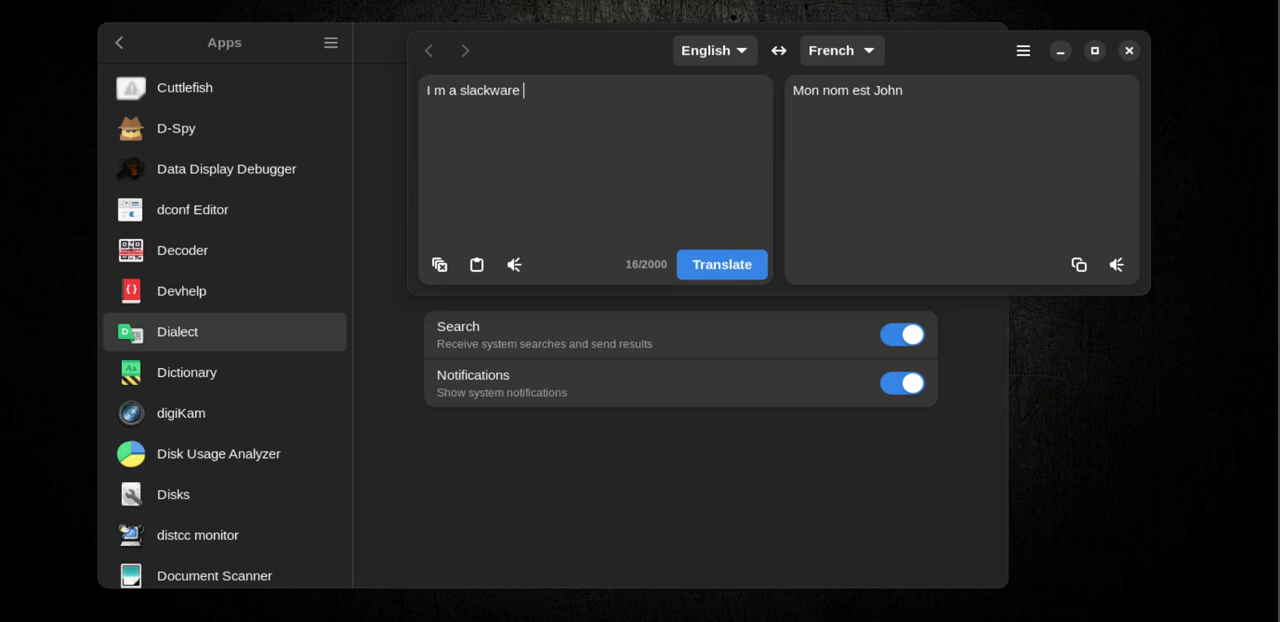 Apps
Cuttlefish
D-Spy
Data Display Debugger
dconf Editor
Decoder
Devhelp
Dialect
Dictionary
digiKam
Disk Usage Analyzer
Disks
distcc monitor
Document Scanner
English
French
I m a slackware
16/2000
Translate
Mon nom est John
Search
Receive system searches and send results
Notifications
Show system notifications